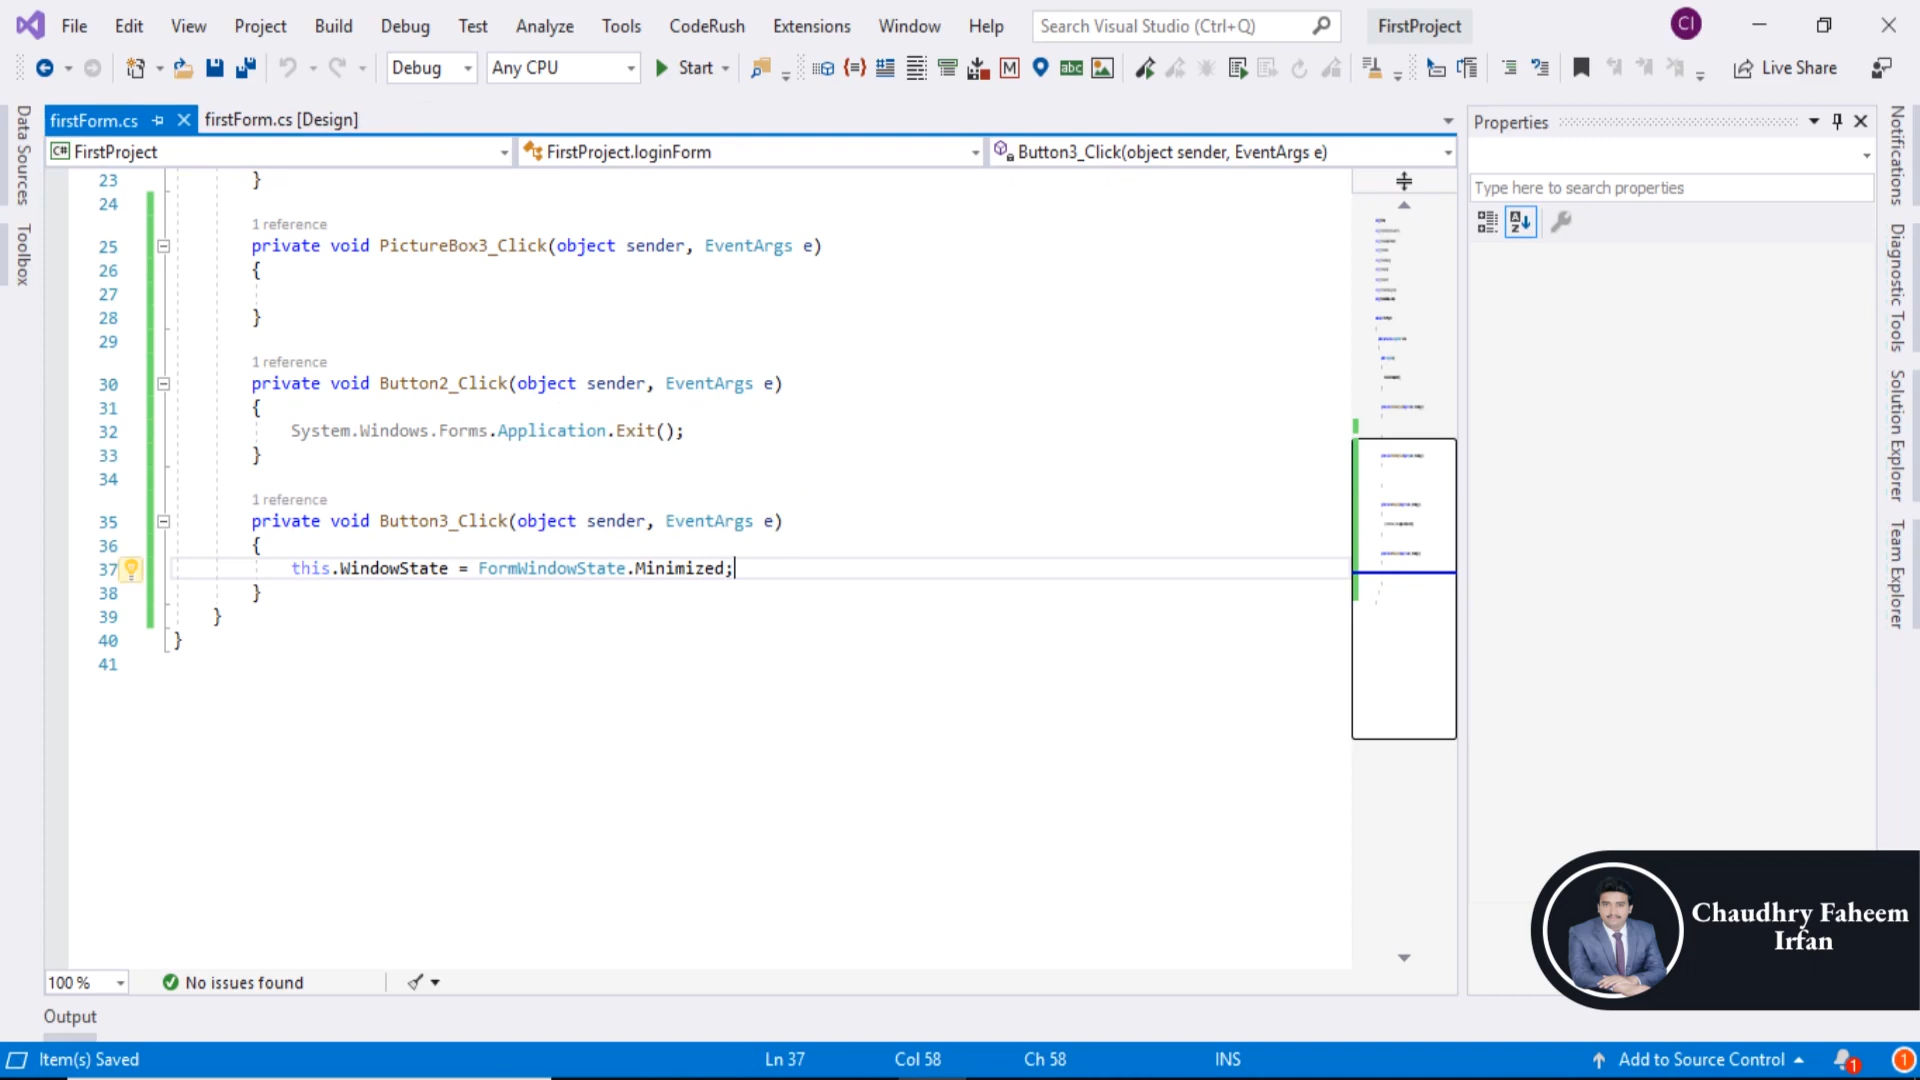 File Edit View Project Build Debug Test Analyze Tools CodeRush Extensions Window Help Search Visual Studio (Ctrl+Q) FirstProject CI
Debug Any CPU Start M abc Live Share
firstForm.cs firstForm.cs [Design]
C# FirstProject FirstProject.loginForm Button3_Click(object sender, EventArgs e)
Data Sources
Toolbox
23 }
24
1 reference
25 private void PictureBox3_Click(object sender, EventArgs e)
26 {
27
28 }
29
1 reference
30 private void Button2_Click(object sender, EventArgs e)
31 {
32 System.Windows.Forms.Application.Exit();
33 }
34
1 reference
35 private void Button3_Click(object sender, EventArgs e)
36 {
37 this.WindowState = FormWindowState.Minimized;
38 }
39 }
40 }
41
Properties
Type here to search properties
Notifications
Diagnostic Tools
Solution Explorer
Team Explorer
Chaudhry Faheem
Irfan
100 % No issues found
Output
Item(s) Saved Ln 37 Col 58 Ch 58 INS Add to Source Control 1 1